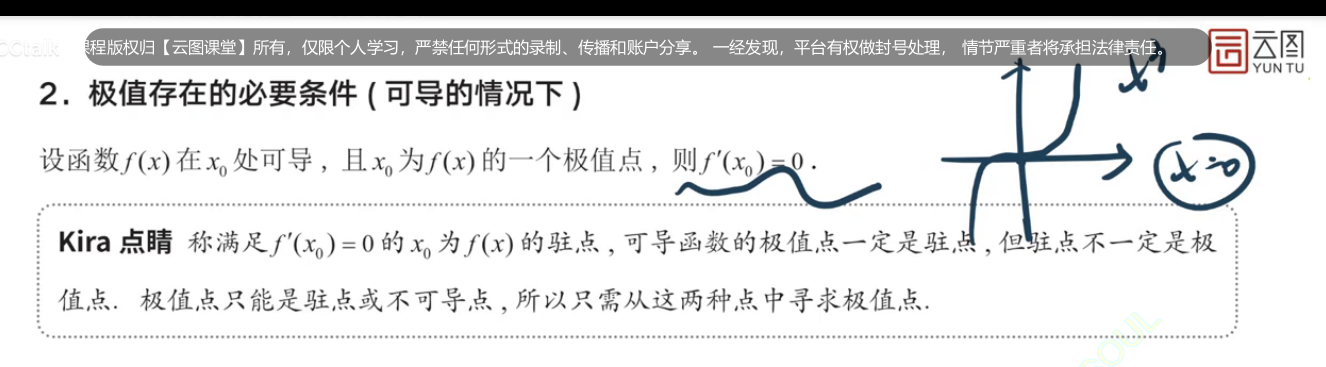 CCtalk 课程版权归【云图课堂】所有，仅限个人学习，严禁任何形式的录制、传播和账户分享。 一经发现，平台有权做封号处理， 情节严重者将承担法律责任。
云图
YUN TU
2. 极值存在的必要条件 ( 可导的情况下 )
x³
设函数 f(x) 在 x₀ 处可导 , 且 x₀ 为 f(x) 的一个极值点 , 则 f′(x₀) = 0 .
x=0
Kira 点睛 称满足 f′(x₀) = 0 的 x₀ 为 f(x) 的驻点 , 可导函数的极值点一定是驻点 , 但驻点不一定是极
值点. 极值点只能是驻点或不可导点 , 所以只需从这两种点中寻求极值点.
SOUL